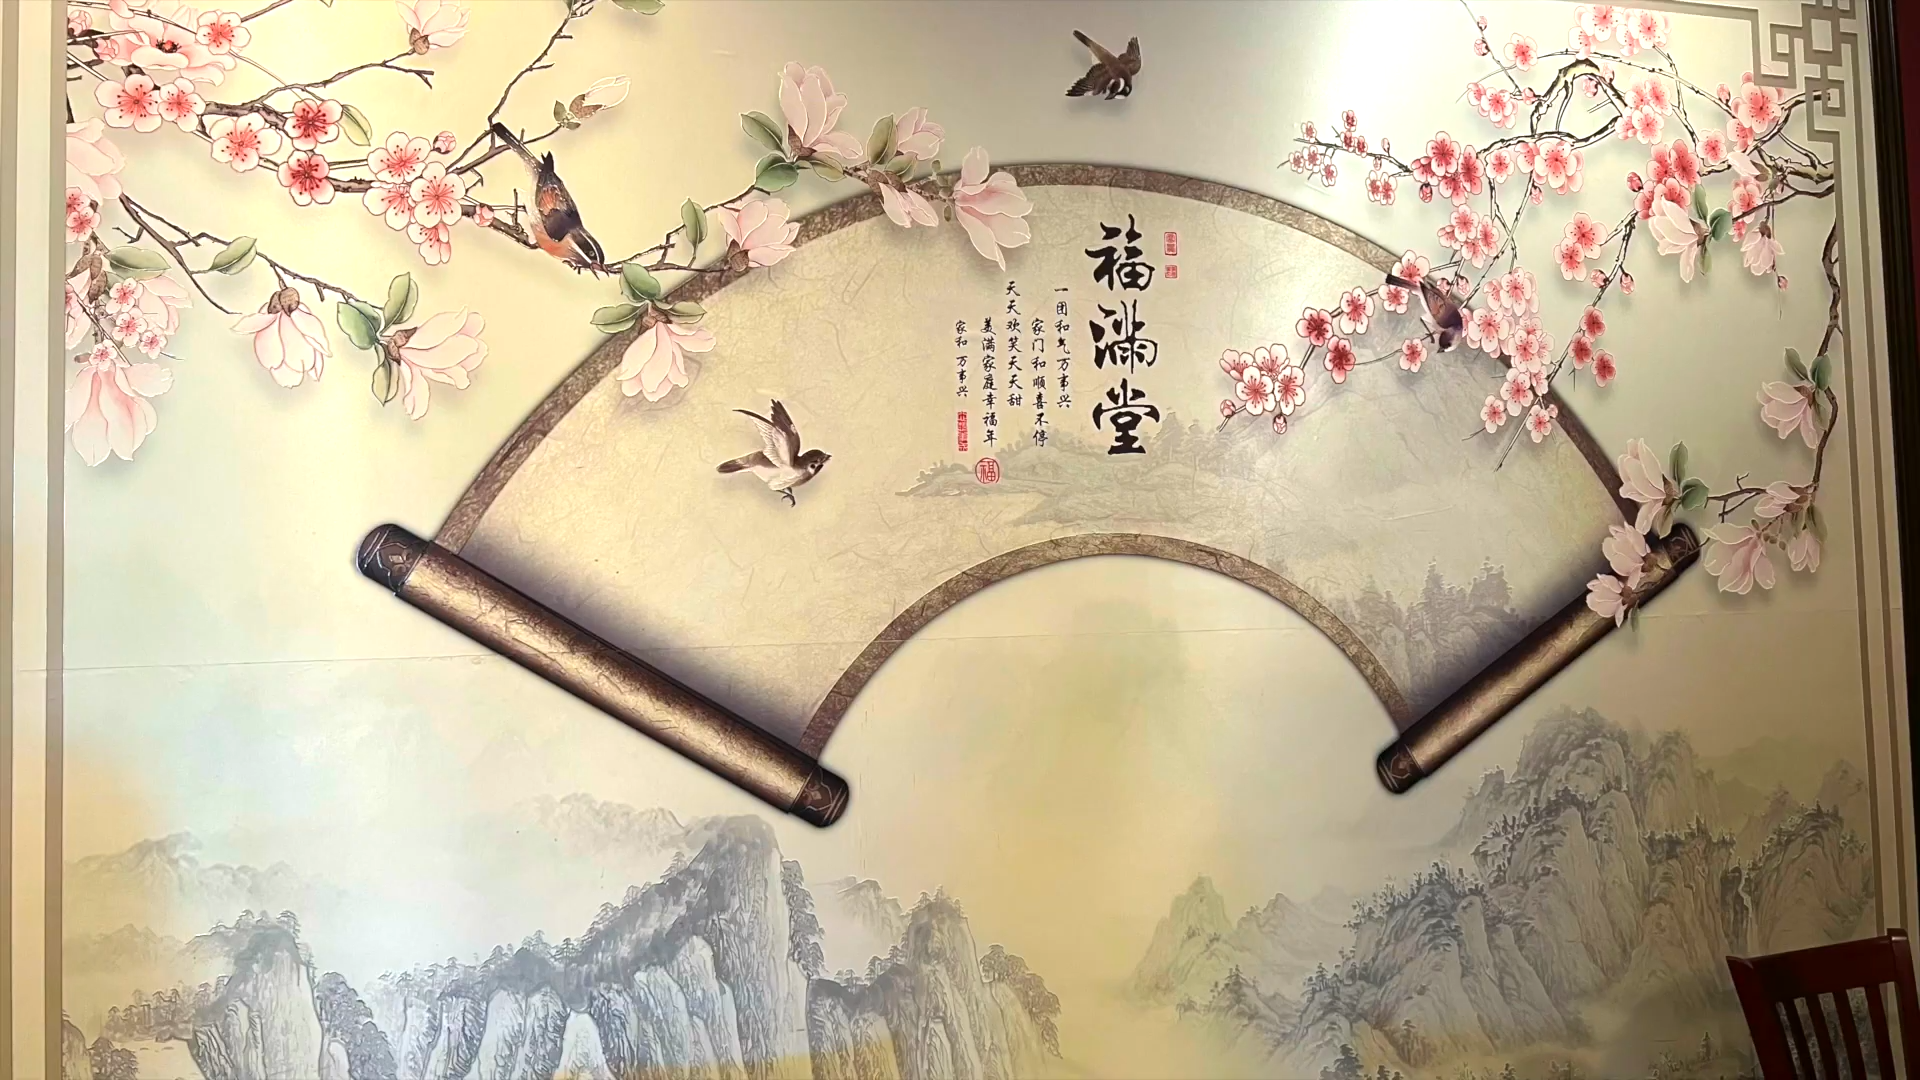 福满堂
一团和气万事兴
家门和顺喜不停
天天欢笑天天甜
美满家庭幸福年
家和万事兴
福